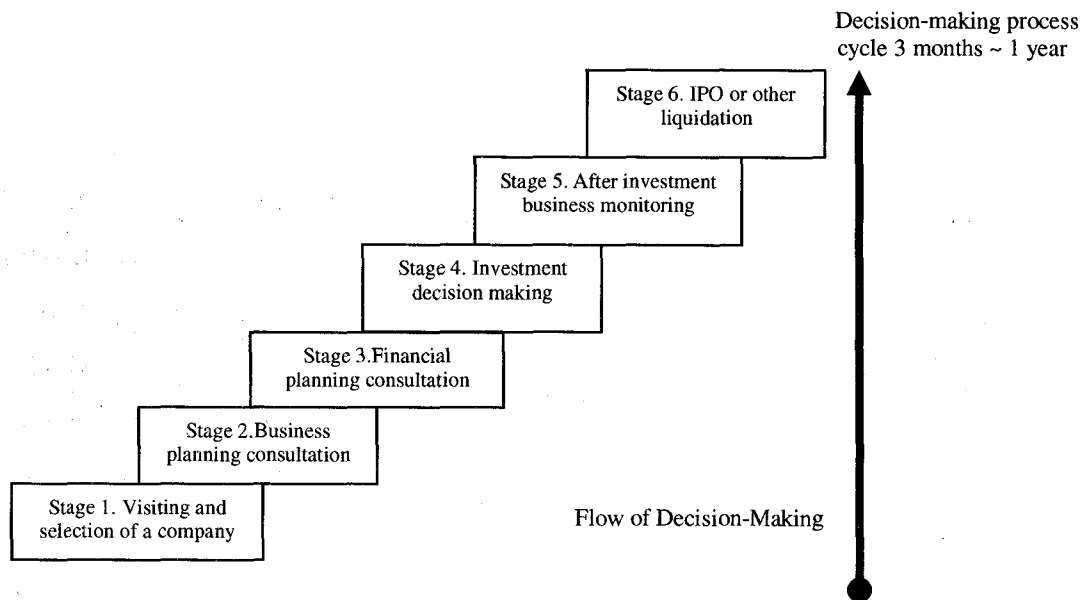 Decision-making process
cycle 3 months ~ 1 year
Stage 6. IPO or other
liquidation
Stage 5. After investment
business monitoring
Stage 4. Investment
decision making
Stage 3.Financial
planning consultation
Stage 2.Business
planning consultation
Stage 1. Visiting and
selection of a company
Flow of Decision-Making